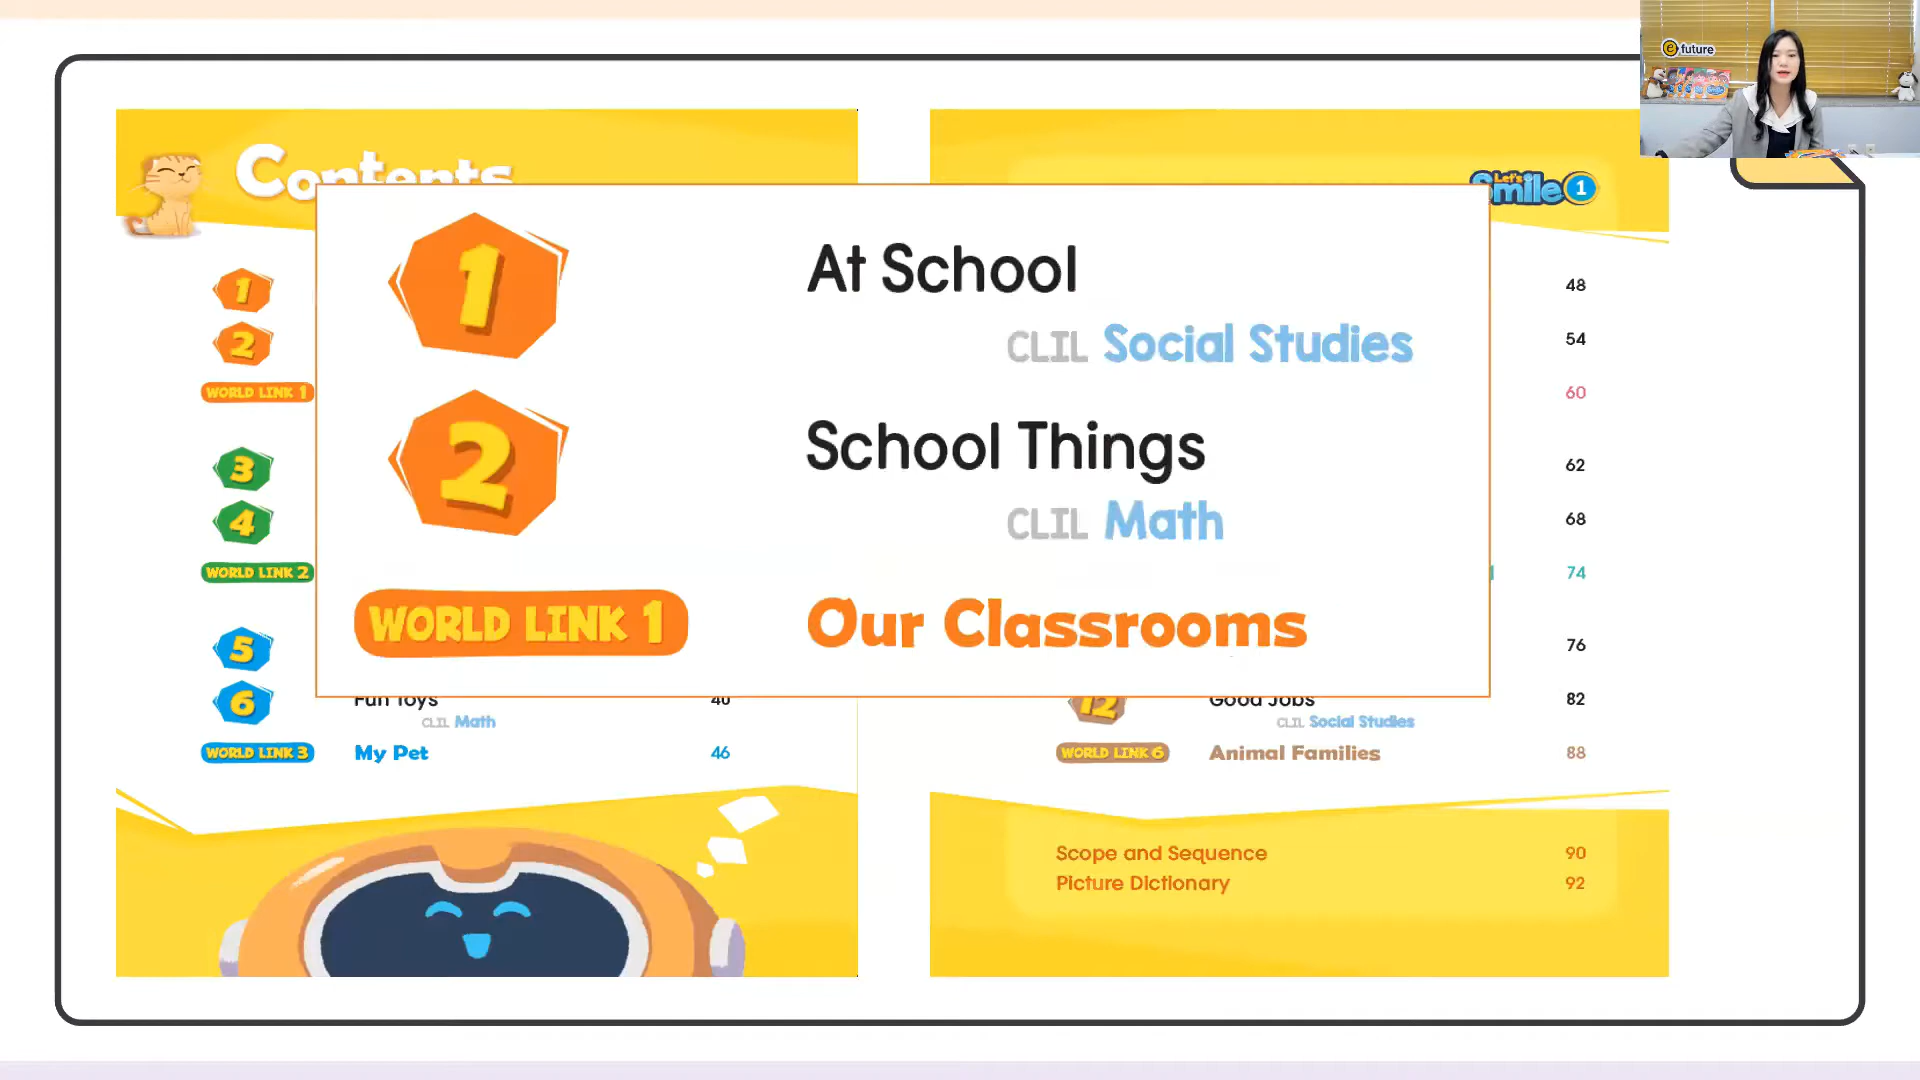 e future
Contents
Let's
Smile 1
1
2
WORLD LINK 1
3
4
WORLD LINK 2
5
6
Fun Toys 40
CLIL Math
WORLD LINK 3 My Pet 46
1 At School
CLIL Social Studies
2 School Things
CLIL Math
WORLD LINK 1 Our Classrooms
48
54
60
62
68
74
76
82
12 Good Jobs
CLIL Social Studies
WORLD LINK 6 Animal Families 88
Scope and Sequence 90
Picture Dictionary 92